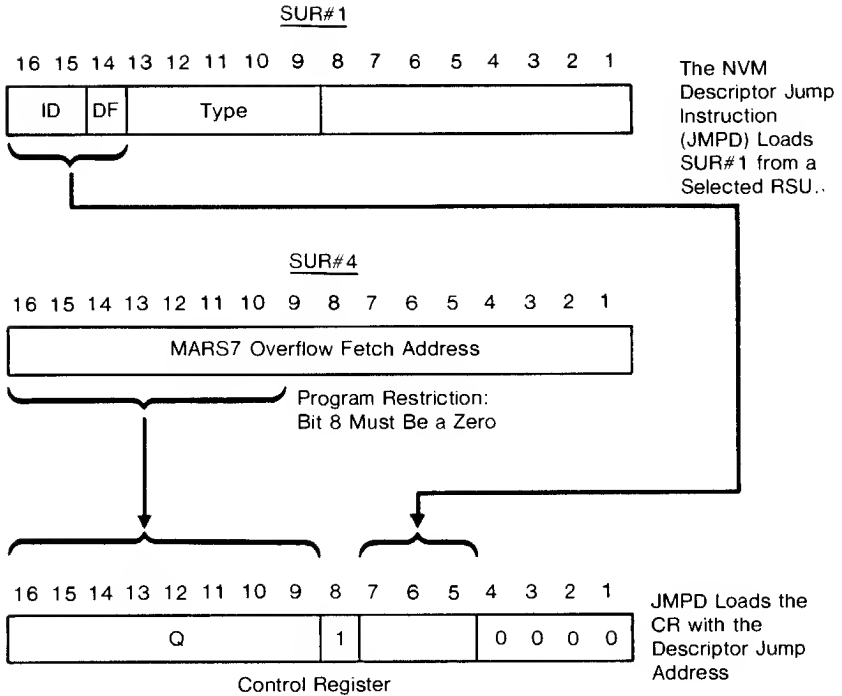 SUR#1
16 15 14 13 12 11 10 9 8 7 6 5 4 3 2 1
ID DF Type
The NVM
Descriptor Jump
Instruction
(JMPD) Loads
SUR#1 from a
Selected RSU..
SUR#4
16 15 14 13 12 11 10 9 8 7 6 5 4 3 2 1
MARS7 Overflow Fetch Address
Program Restriction:
Bit 8 Must Be a Zero
16 15 14 13 12 11 10 9 8 7 6 5 4 3 2 1
Q 1 0 0 0 0
Control Register
JMPD Loads the
CR with the
Descriptor Jump
Address